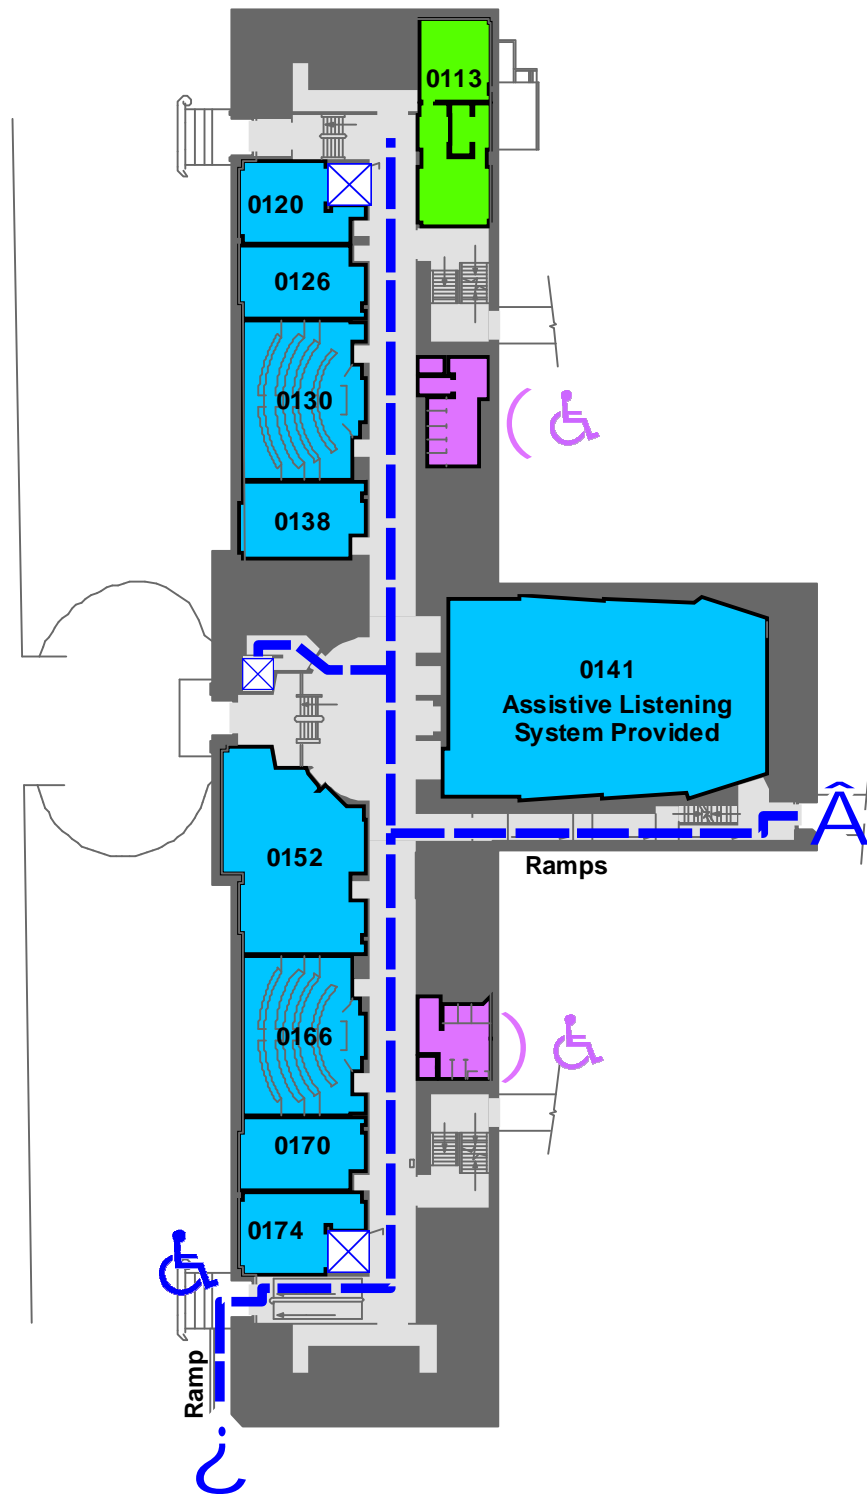 0113
0120
0126
0130
0138
0141
Assistive Listening
System Provided
Â
0152
Ramps
0166
0170
0174
Ramp
¿